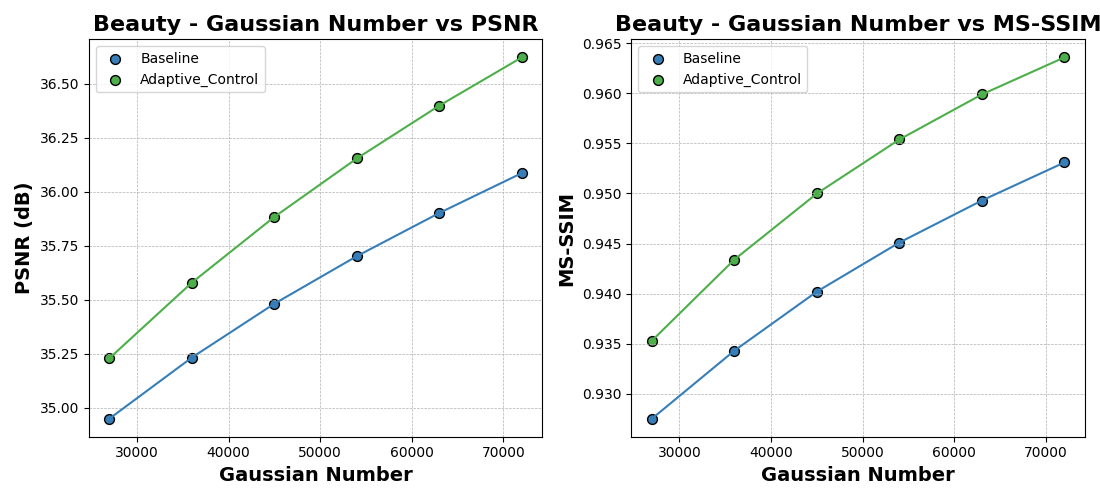 Beauty - Gaussian Number vs PSNR
Baseline
Adaptive_Control
36.50
36.25
36.00
35.75
35.50
35.25
35.00
PSNR (dB)
30000 40000 50000 60000 70000
Gaussian Number
Beauty - Gaussian Number vs MS-SSIM
Baseline
Adaptive_Control
0.965
0.960
0.955
0.950
0.945
0.940
0.935
0.930
MS-SSIM
30000 40000 50000 60000 70000
Gaussian Number